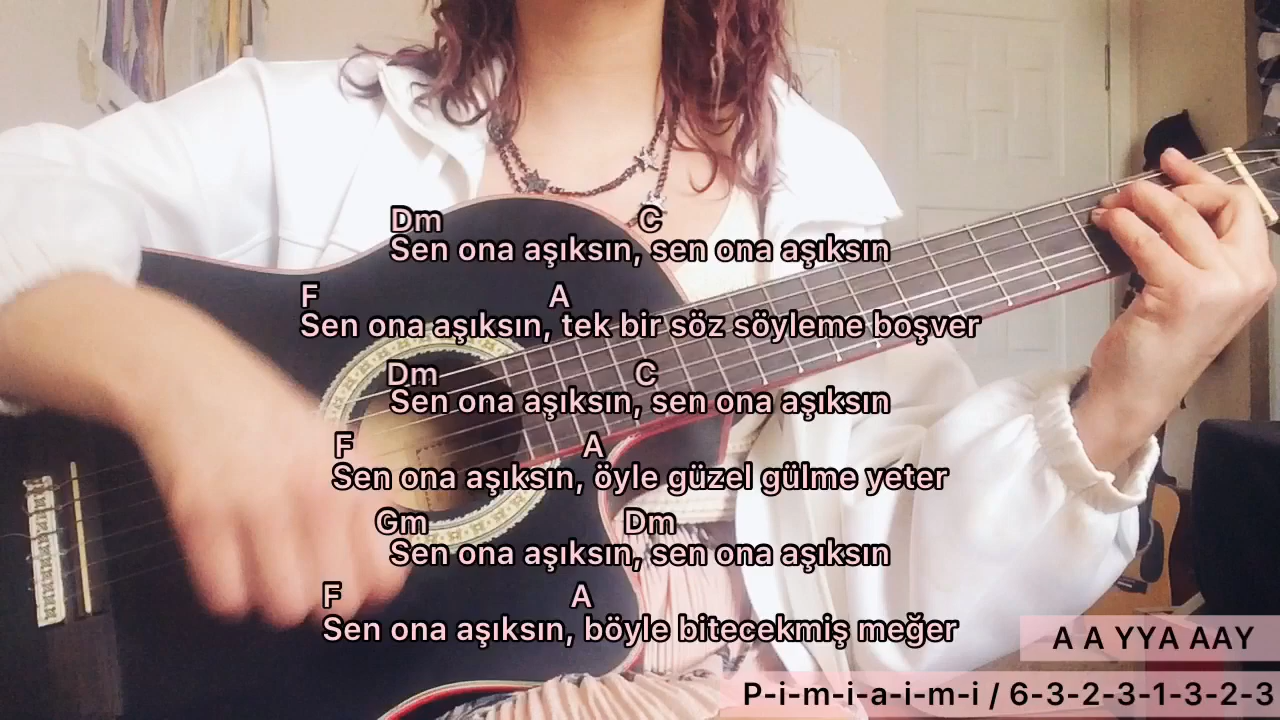 Dm C
Sen ona aşıksın, sen ona aşıksın
F A
Sen ona aşıksın, tek bir söz söyleme boşver
Dm C
Sen ona aşıksın, sen ona aşıksın
F A
Sen ona aşıksın, öyle güzel gülme yeter
Gm Dm
Sen ona aşıksın, sen ona aşıksın
F A
Sen ona aşıksın, böyle bitecekmiş meğer
A A YYA AAY
P-i-m-i-a-i-m-i / 6-3-2-3-1-3-2-3